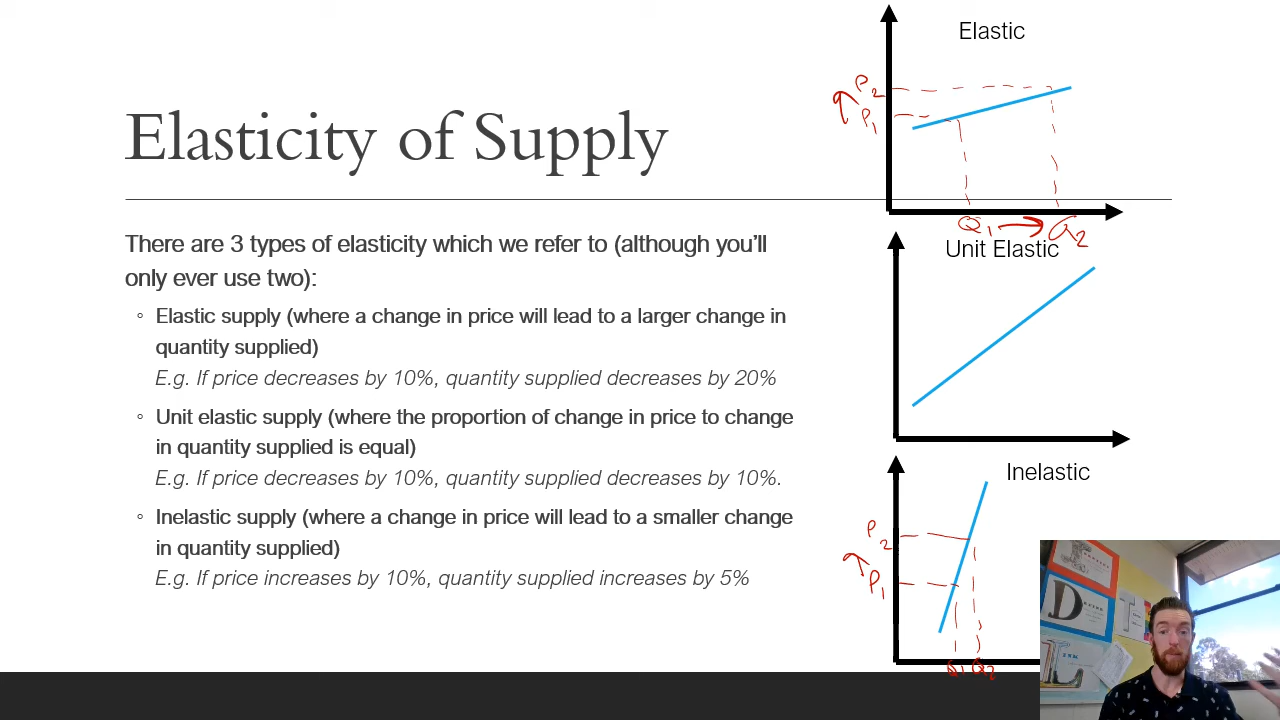 Elasticity of Supply
There are 3 types of elasticity which we refer to (although you'll
only ever use two):
◦ Elastic supply (where a change in price will lead to a larger change in
quantity supplied)
E.g. If price decreases by 10%, quantity supplied decreases by 20%
◦ Unit elastic supply (where the proportion of change in price to change
in quantity supplied is equal)
E.g. If price decreases by 10%, quantity supplied decreases by 10%.
◦ Inelastic supply (where a change in price will lead to a smaller change
in quantity supplied)
E.g. If price increases by 10%, quantity supplied increases by 5%
Elastic
P2
P1
Q1 → Q2
Unit Elastic
Inelastic
P2
P1
Q1 Q2